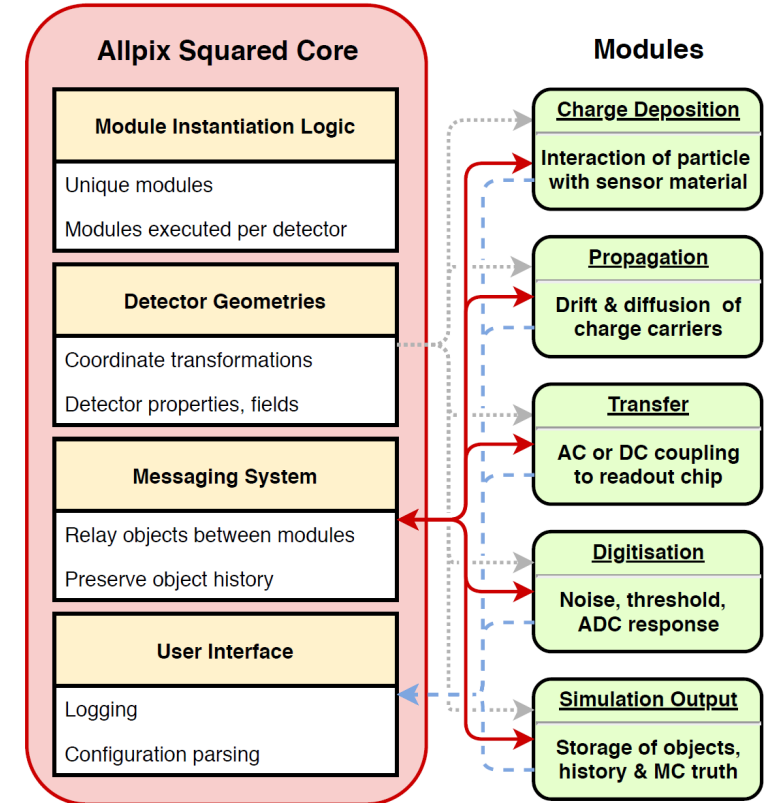 Allpix Squared Core
Module Instantiation Logic
Unique modules
Modules executed per detector
Detector Geometries
Coordinate transformations
Detector properties, fields
Messaging System
Relay objects between modules
Preserve object history
User Interface
Logging
Configuration parsing
Modules
Charge Deposition
Interaction of particle
with sensor material
Propagation
Drift & diffusion of
charge carriers
Transfer
AC or DC coupling
to readout chip
Digitisation
Noise, threshold,
ADC response
Simulation Output
Storage of objects,
history & MC truth